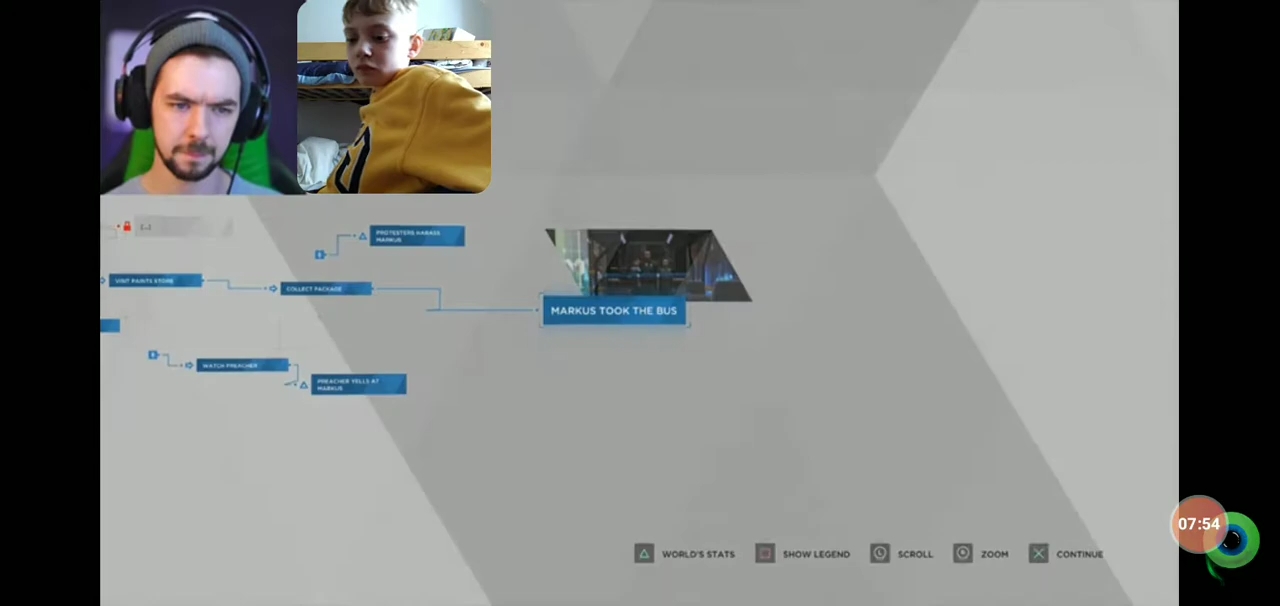 [...]
PROTESTERS HARASS
MARKUS
VISIT PAINTS STORE
COLLECT PACKAGE
MARKUS TOOK THE BUS
WATCH PREACHER
PREACHER YELLS AT
MARKUS
WORLD'S STATS
SHOW LEGEND
SCROLL
ZOOM
CONTINUE
07:54